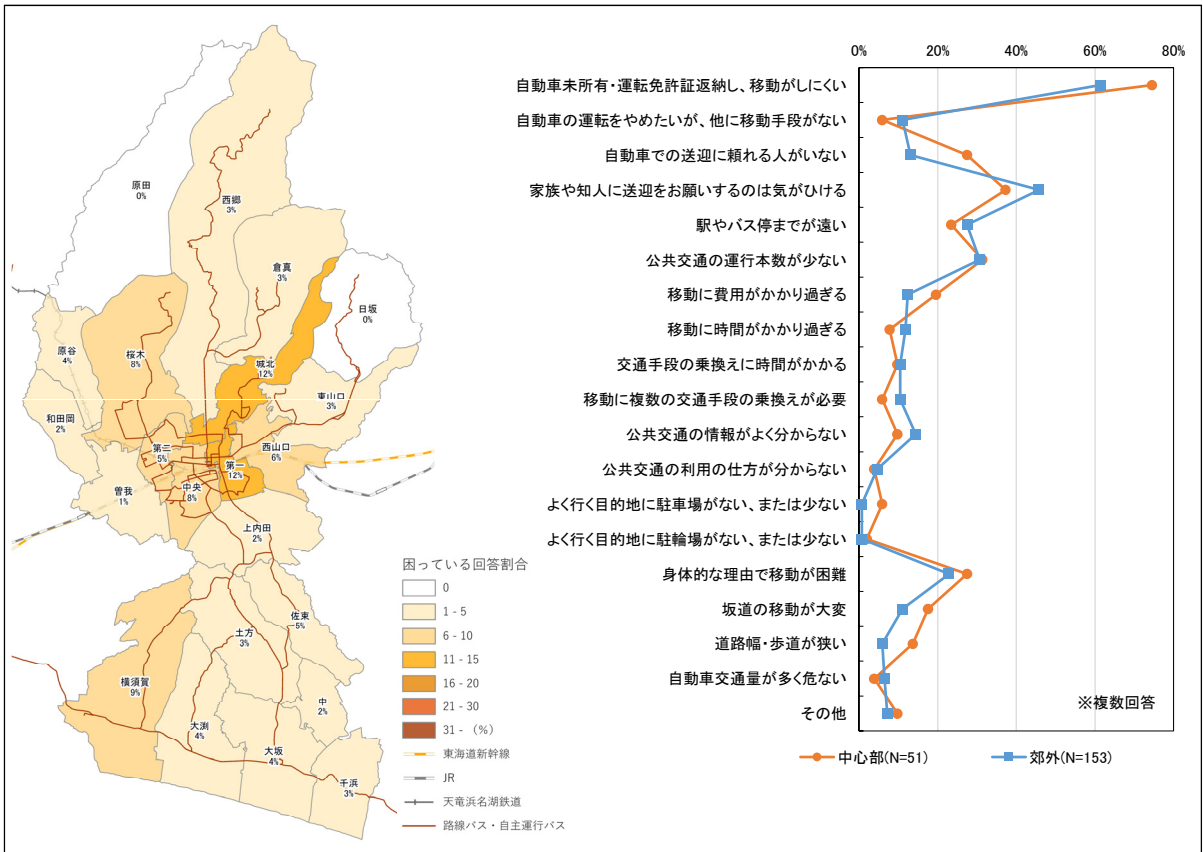 原田
0%
西郷
3%
倉真
3%
日坂
0%
原谷
4%
桜木
8%
城北
12%
東山口
3%
和田岡
2%
第二
5%
西山口
6%
第一
12%
中央
8%
曽我
1%
上内田
2%
佐束
5%
土方
3%
横須賀
9%
中
2%
大渕
4%
大坂
4%
千浜
3%
困っている回答割合
0
1 - 5
6 - 10
11 - 15
16 - 20
21 - 30
31 - （%）
東海道新幹線
JR
天竜浜名湖鉄道
路線バス・自主運行バス
0% 20% 40% 60% 80%
自動車未所有・運転免許証返納し、移動がしにくい
自動車の運転をやめたいが、他に移動手段がない
自動車での送迎に頼れる人がいない
家族や知人に送迎をお願いするのは気がひける
駅やバス停までが遠い
公共交通の運行本数が少ない
移動に費用がかかり過ぎる
移動に時間がかかり過ぎる
交通手段の乗換えに時間がかかる
移動に複数の交通手段の乗換えが必要
公共交通の情報がよく分からない
公共交通の利用の仕方が分からない
よく行く目的地に駐車場がない、または少ない
よく行く目的地に駐輪場がない、または少ない
身体的な理由で移動が困難
坂道の移動が大変
道路幅・歩道が狭い
自動車交通量が多く危ない
その他
※複数回答
中心部(N=51) 郊外(N=153)